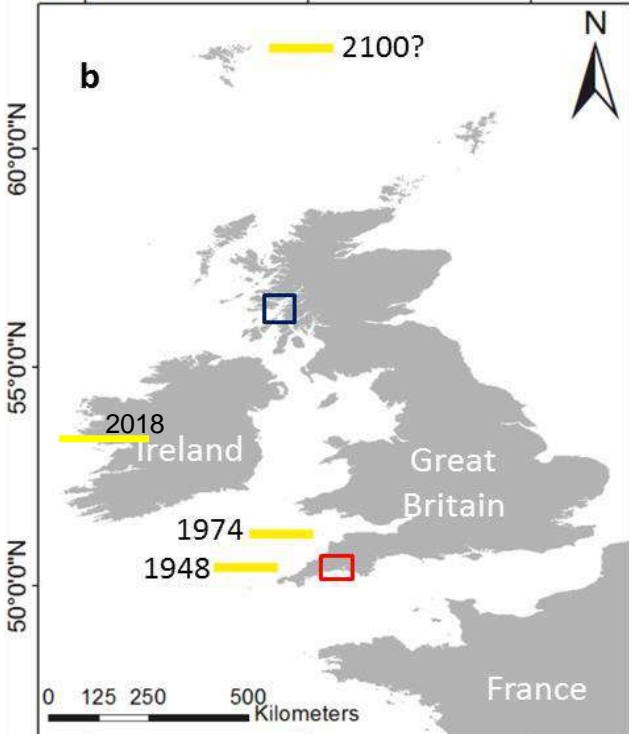 2100?
N
b
60°0'0"N
55°0'0"N
2018
Ireland
Great
Britain
1974
1948
50°0'0"N
France
0 125 250 500
Kilometers